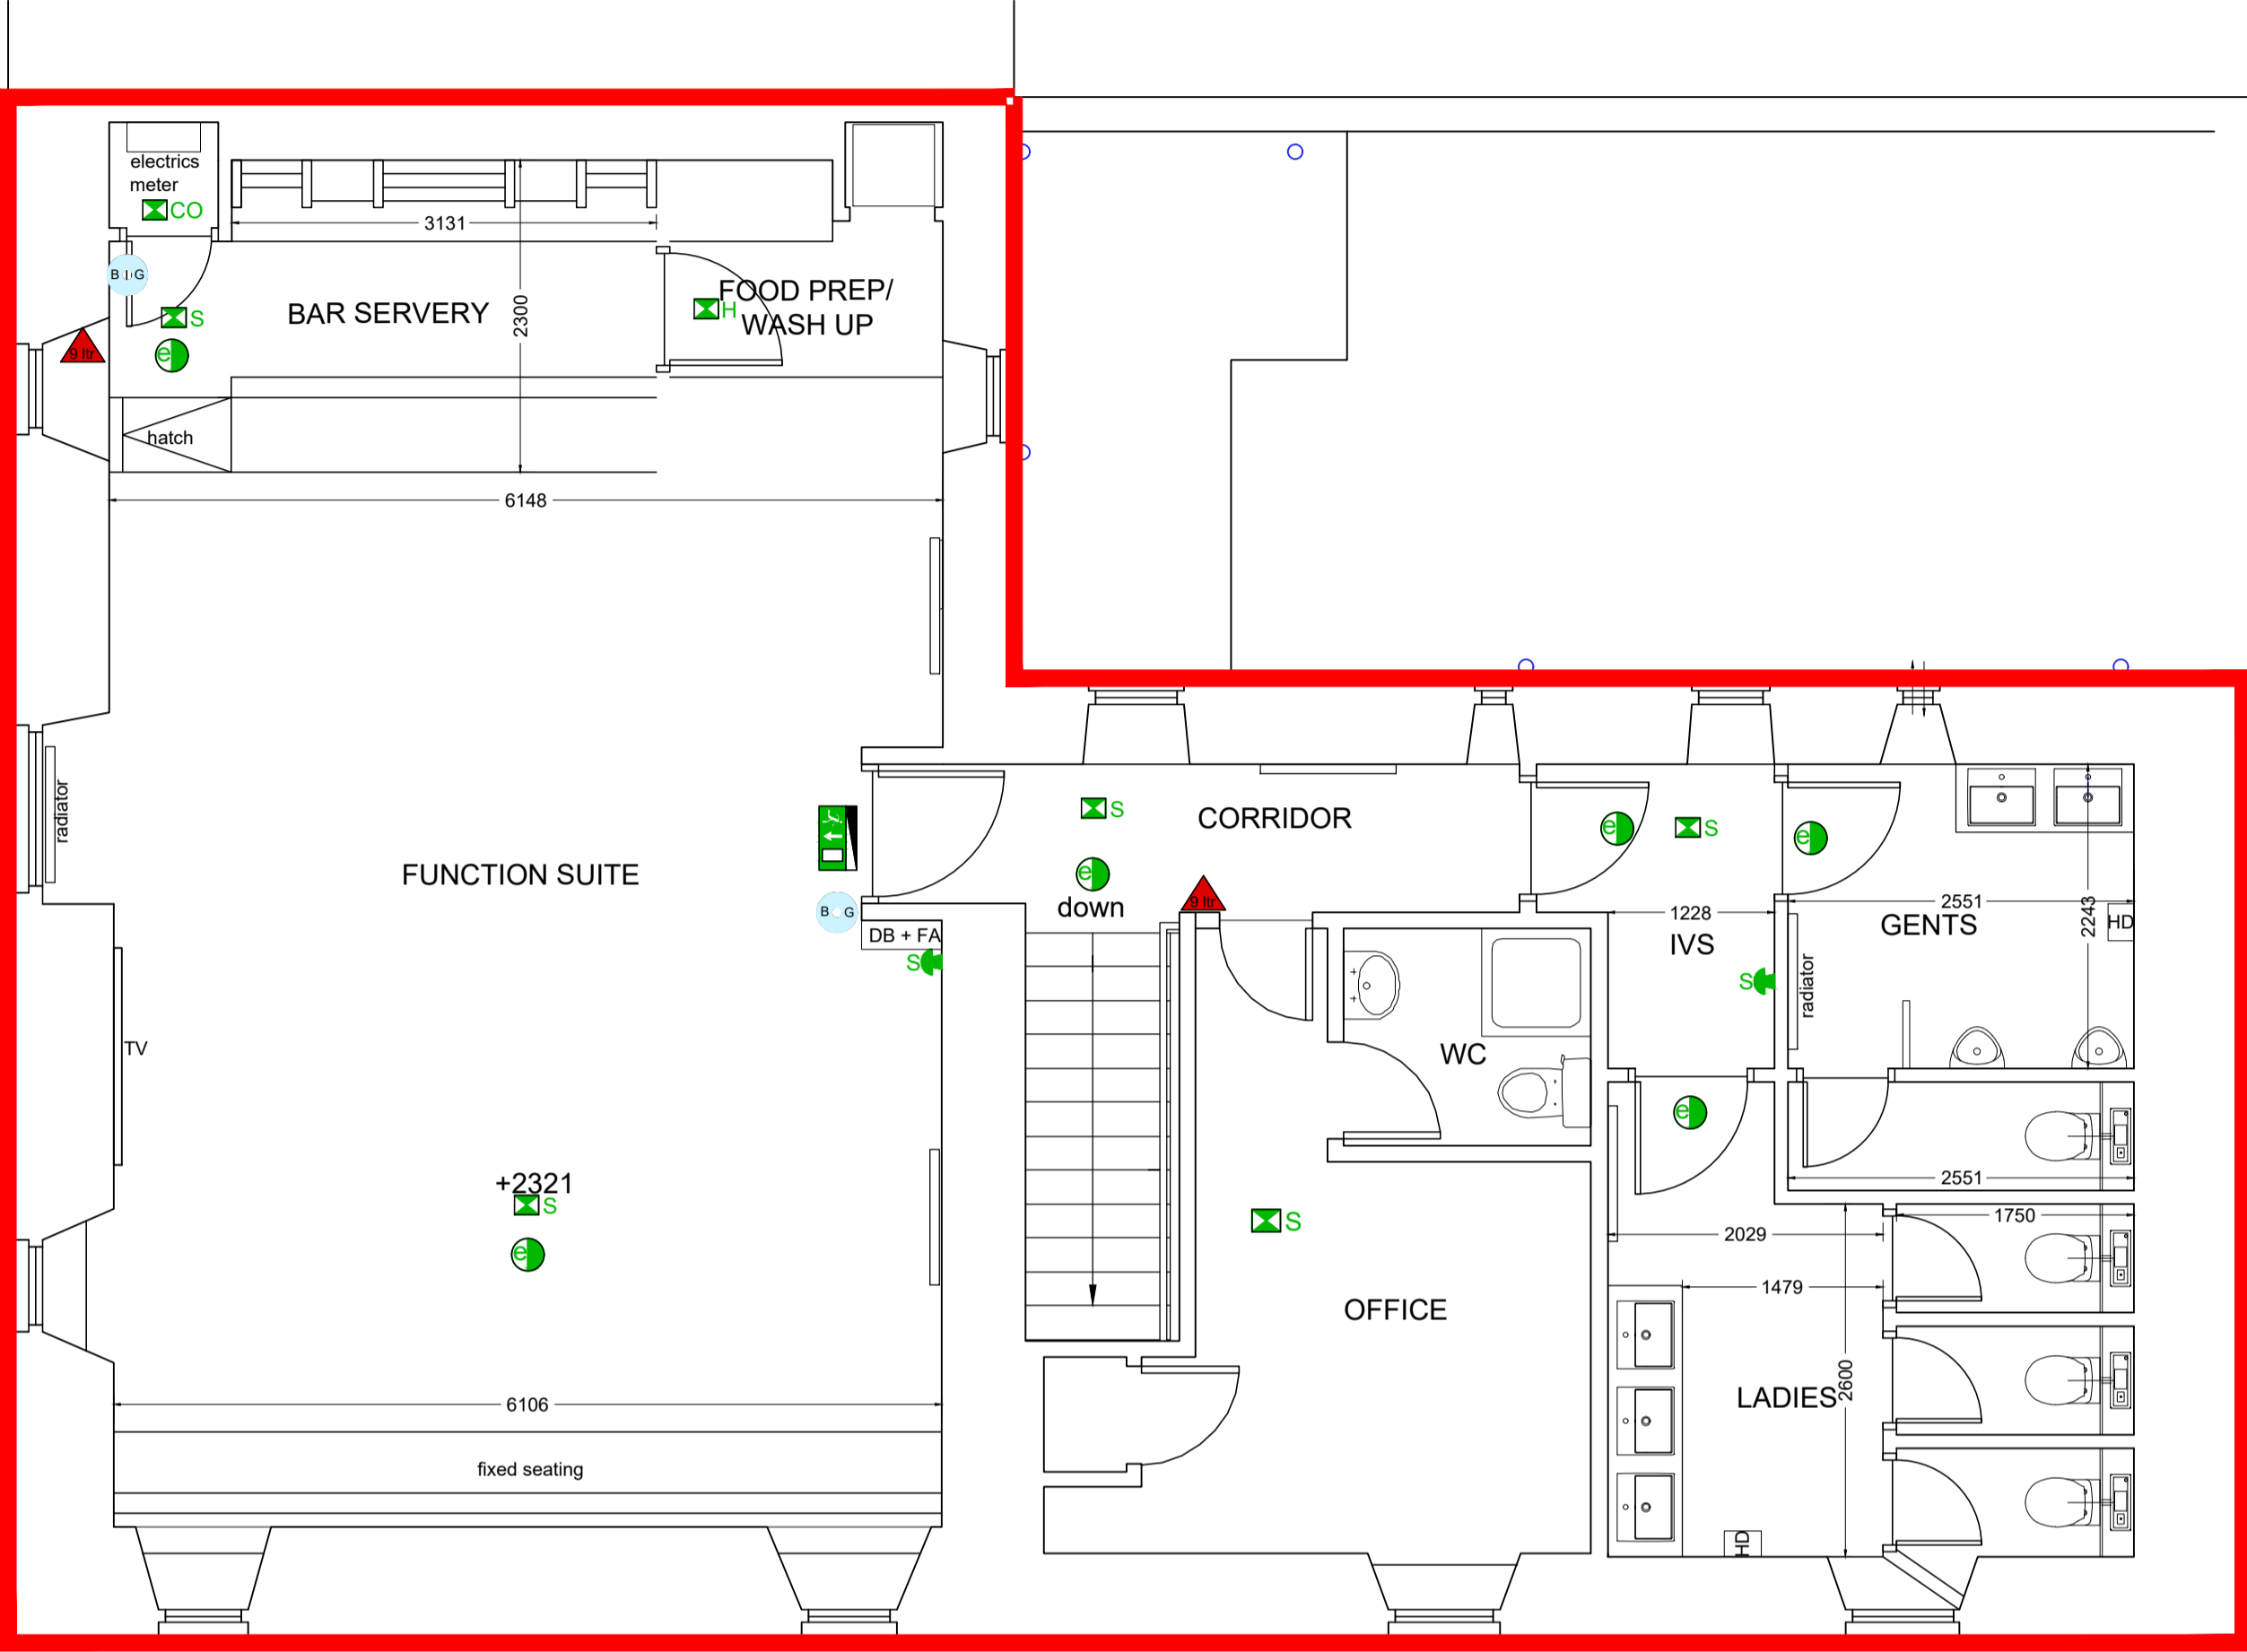 electrics
meter
CO
3131
B G
S
e
9 ltr
BAR SERVERY
2300
H
FOOD PREP/
WASH UP
hatch
6148
radiator
FUNCTION SUITE
B G
DB + FA
S
TV
+2321
S
e
6106
fixed seating
S
CORRIDOR
e
down
9 ltr
WC
S
OFFICE
e
S
1228
IVS
S
e
2551
2243
GENTS
HD
radiator
e
2551
1750
2029
1479
2600
LADIES
HD